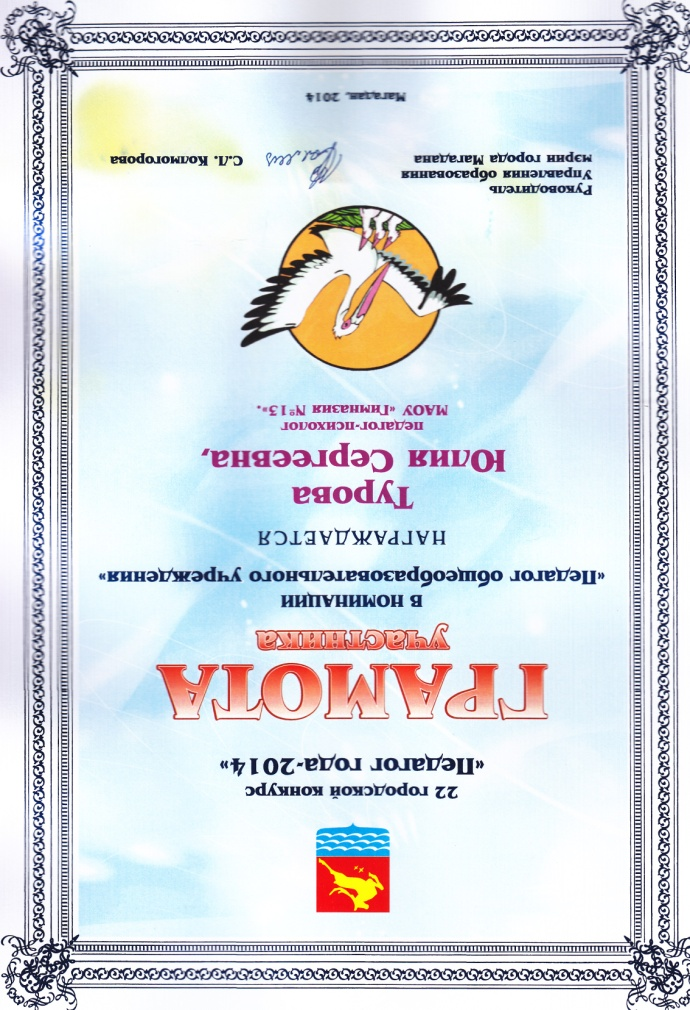 22 городской конкурс
«Педагог года-2014»
ГРАМОТА
участника
в номинации
«Педагог общеобразовательного учреждения»
НАГРАЖДАЕТСЯ
Турова
Юлия Сергеевна,
педагог-психолог
МАОУ «Гимназия №13».
Руководитель
Управления образования
мэрии города Магадана
С.Л. Колмогорова
Магадан, 2014